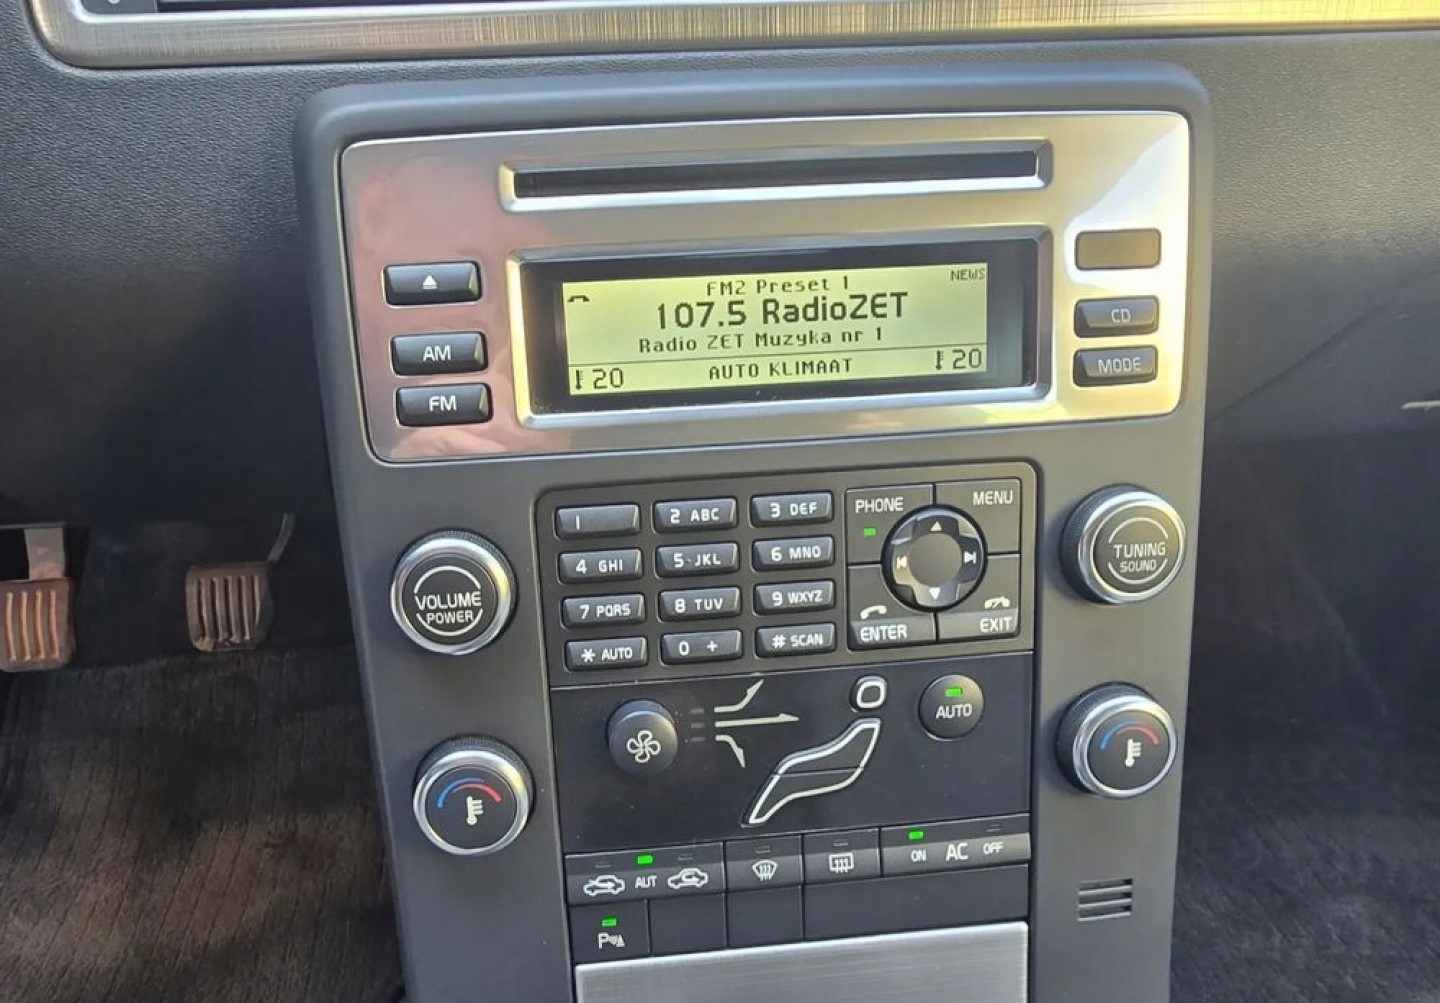 FM2 Preset 1
NEWS
107.5 RadioZET
Radio ZET Muzyka nr 1
20 AUTO KLIMAAT 20
AM
FM
CD
MODE
1 2 ABC 3 DEF
4 GHI 5 JKL 6 MNO
7 PQRS 8 TUV 9 WXYZ
* AUTO 0 + # SCAN
PHONE MENU
ENTER EXIT
VOLUME
POWER
TUNING
SOUND
AUTO
AUT
ON AC OFF
P